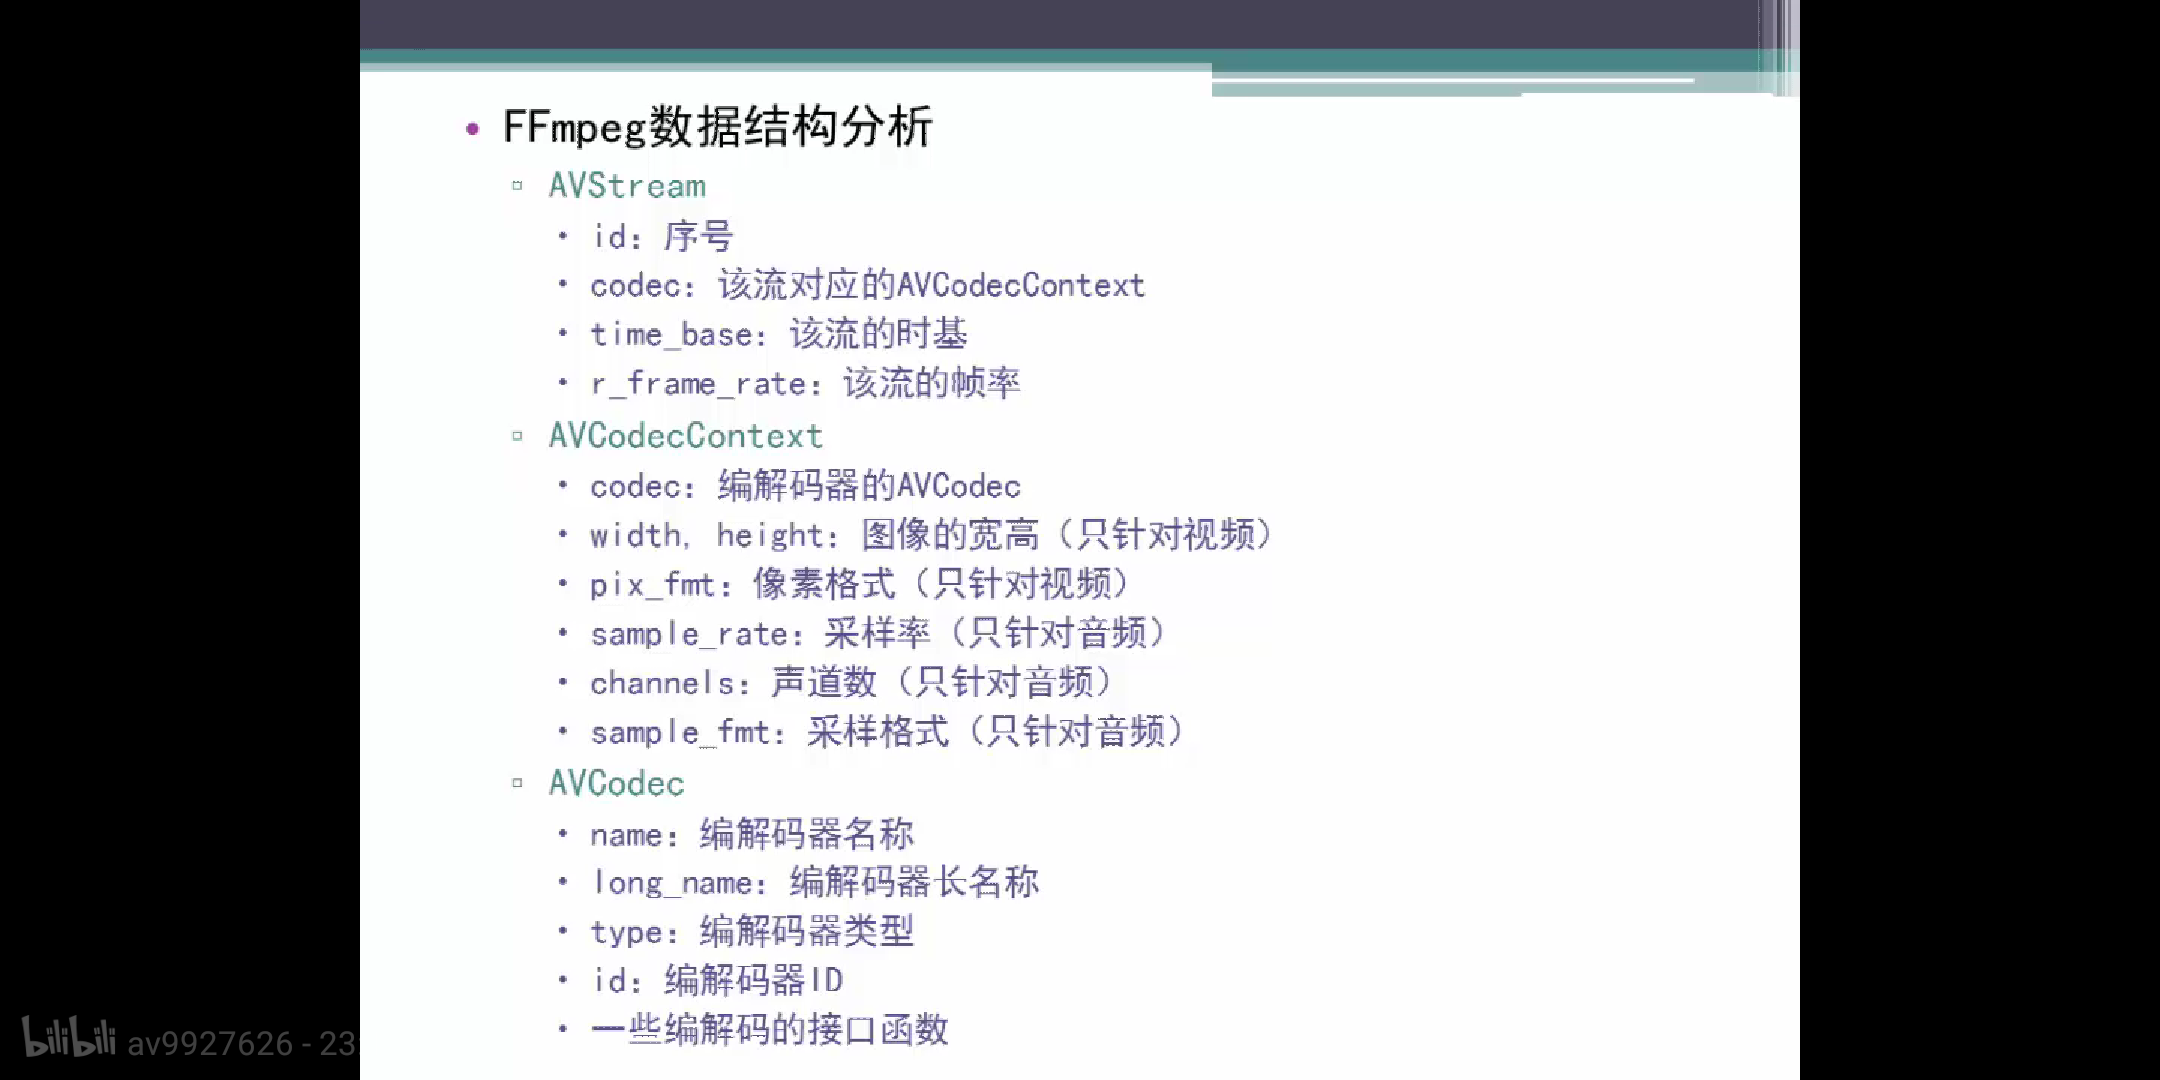 FFmpeg数据结构分析
AVStream
id：序号
codec：该流对应的AVCodecContext
time_base：该流的时基
r_frame_rate：该流的帧率
AVCodecContext
codec：编解码器的AVCodec
width, height：图像的宽高（只针对视频）
pix_fmt：像素格式（只针对视频）
sample_rate：采样率（只针对音频）
channels：声道数（只针对音频）
sample_fmt：采样格式（只针对音频）
AVCodec
name：编解码器名称
long_name：编解码器长名称
type：编解码器类型
id：编解码器ID
一些编解码的接口函数
bilibili av9927626 - 23